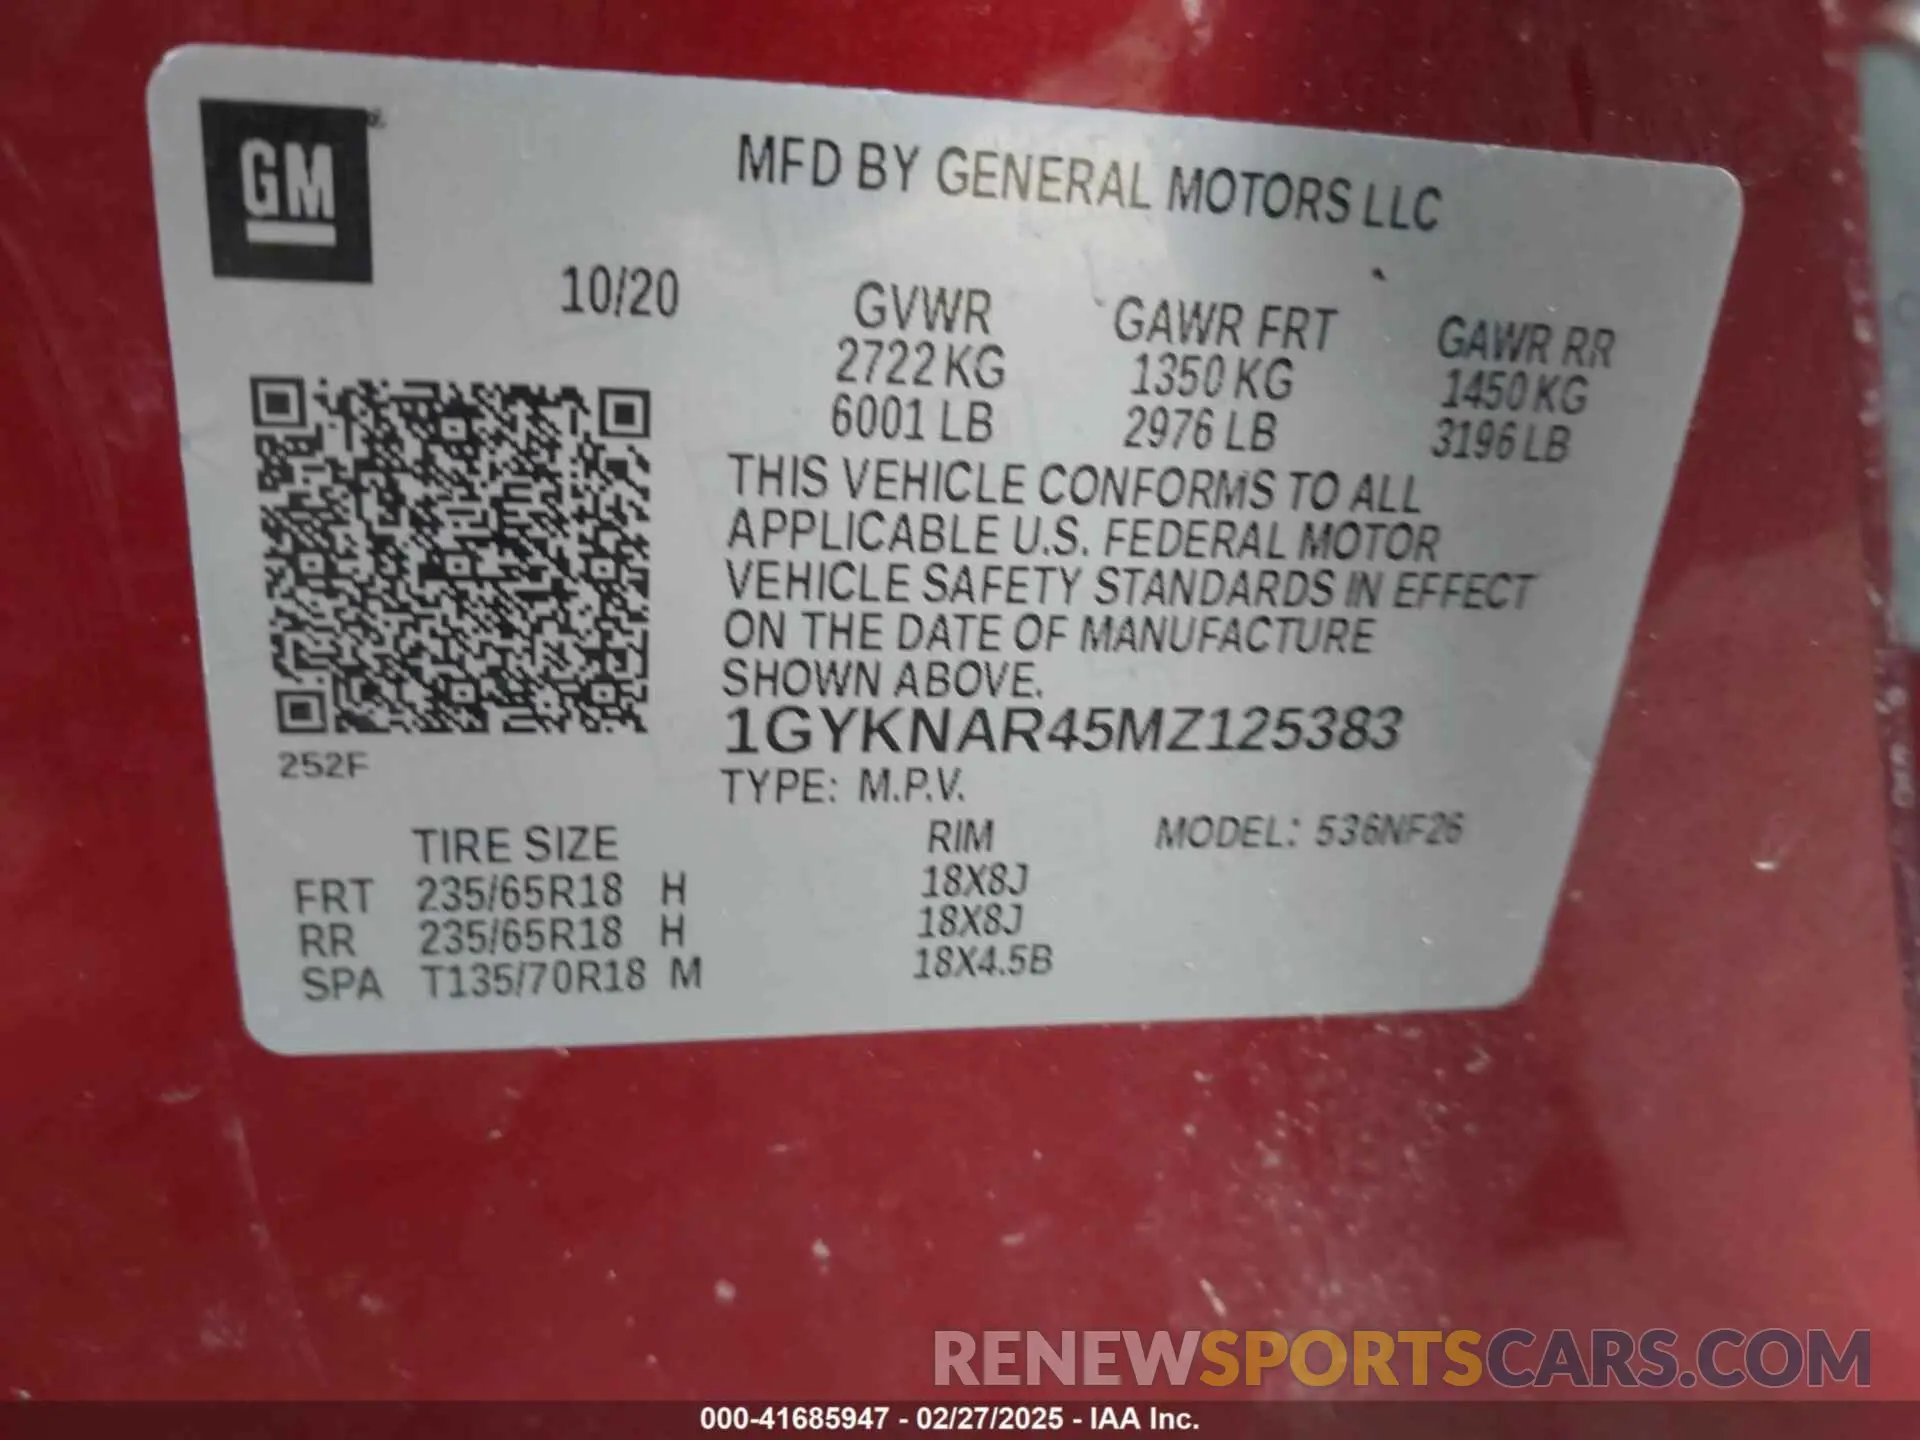 GM
MFD BY GENERAL MOTORS LLC
10/20
GVWR GAWR FRT GAWR RR
2722 KG 1350 KG 1450 KG
6001 LB 2976 LB 3196 LB
THIS VEHICLE CONFORMS TO ALL
APPLICABLE U.S. FEDERAL MOTOR
VEHICLE SAFETY STANDARDS IN EFFECT
ON THE DATE OF MANUFACTURE
SHOWN ABOVE.
1GYKNAR45MZ125383
252F
TYPE: M.P.V.
TIRE SIZE RIM MODEL: 536NF26
FRT 235/65R18 H 18X8J
RR 235/65R18 H 18X8J
SPA T135/70R18 M 18X4.5B
RENEWSPORTSCARS.COM
000-41685947 - 02/27/2025 - IAA Inc.